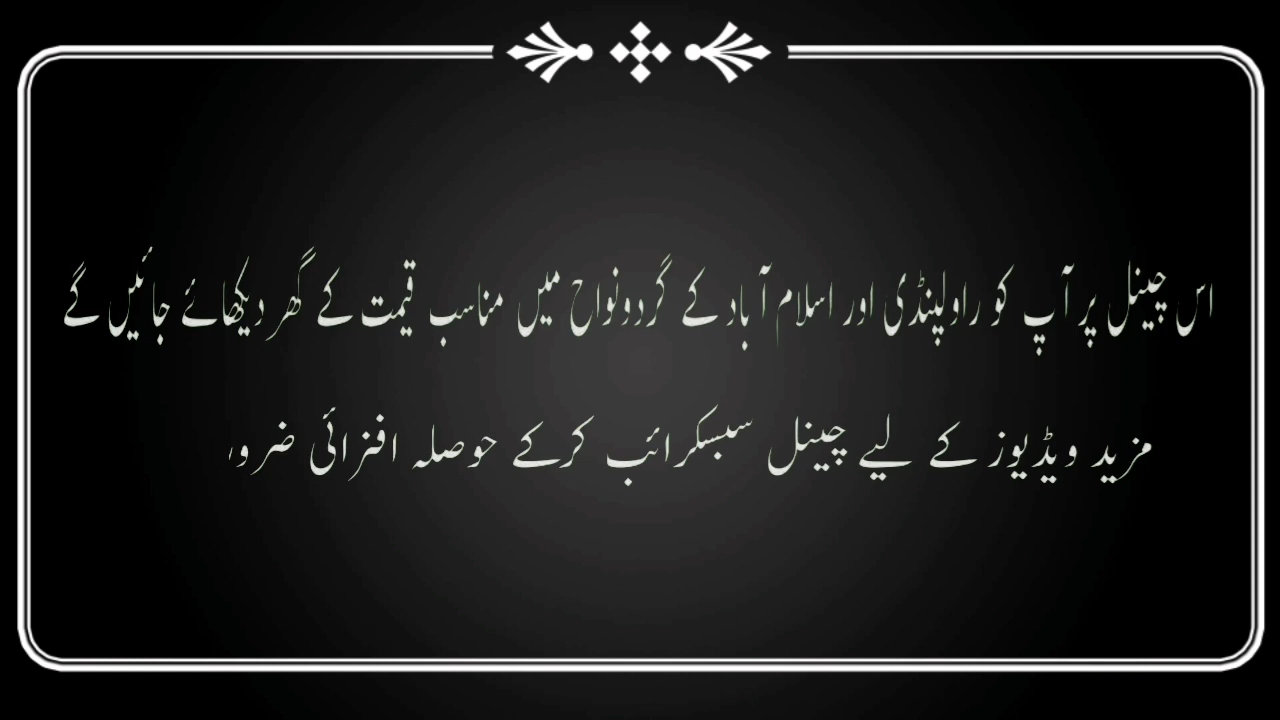 اس چینل پر آپ کو راولپنڈی اور اسلام آباد کے گردونواح میں مناسب قیمت کے گھر دیکھائے جائیں گے
مزید ویڈیوز کے لیے چینل سبسکرائب کرکے حوصلہ افزائی